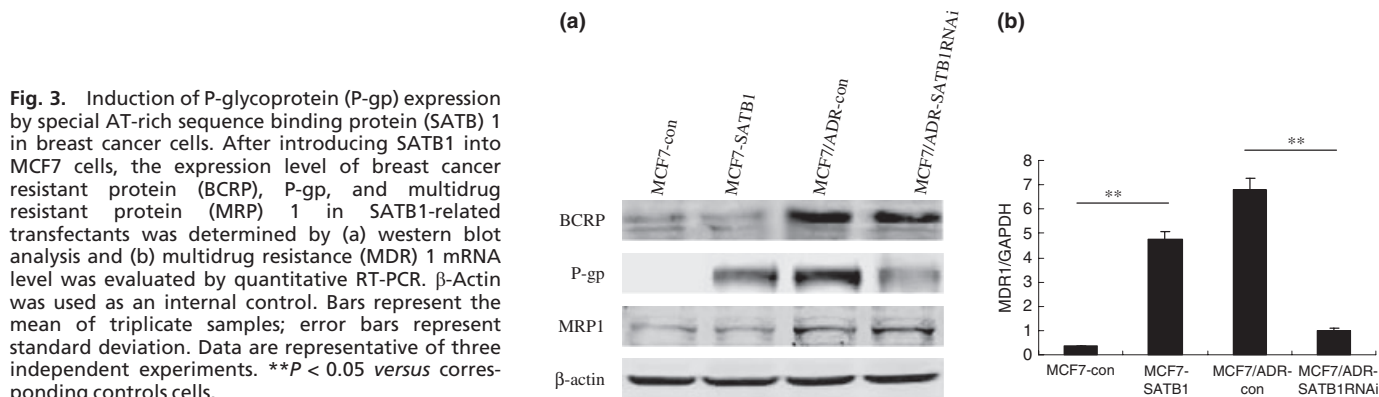 Fig. 3. Induction of P-glycoprotein (P-gp) expression
by special AT-rich sequence binding protein (SATB) 1
in breast cancer cells. After introducing SATB1 into
MCF7 cells, the expression level of breast cancer
resistant protein (BCRP), P-gp, and multidrug
resistant protein (MRP) 1 in SATB1-related
transfectants was determined by (a) western blot
analysis and (b) multidrug resistance (MDR) 1 mRNA
level was evaluated by quantitative RT-PCR. β-Actin
was used as an internal control. Bars represent the
mean of triplicate samples; error bars represent
standard deviation. Data are representative of three
independent experiments. **P < 0.05 versus corres-
ponding controls cells.
(a)
MCF7-con
MCF7-SATB1
MCF7/ADR-con
MCF7/ADR-SATB1RNAi
BCRP
P-gp
MRP1
β-actin
(b)
**
**
MDR1/GAPDH
8
7
6
5
4
3
2
1
0
MCF7-con
MCF7-
SATB1
MCF7/ADR-
con
MCF7/ADR-
SATB1RNAi